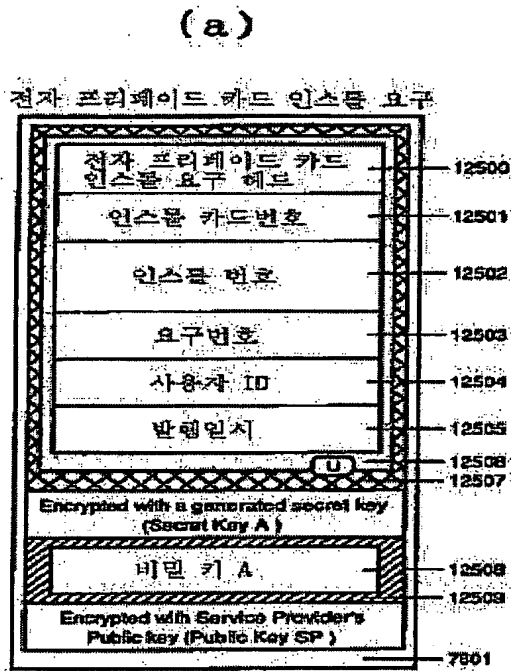 (a)
전자 프리페이드 카드 인스톨 요구
전자 프리페이드 카드
인스톨 요구 헤드
12500
인스톨 카드번호
12501
인스톨 번호
12502
요구번호
12503
사용자 ID
12504
발행일시
12505
U
12506
12507
Encrypted with a generated secret key
(Secret Key A)
비밀 키 A
12508
12509
Encrypted with Service Provider's
Public key (Public Key SP)
7601